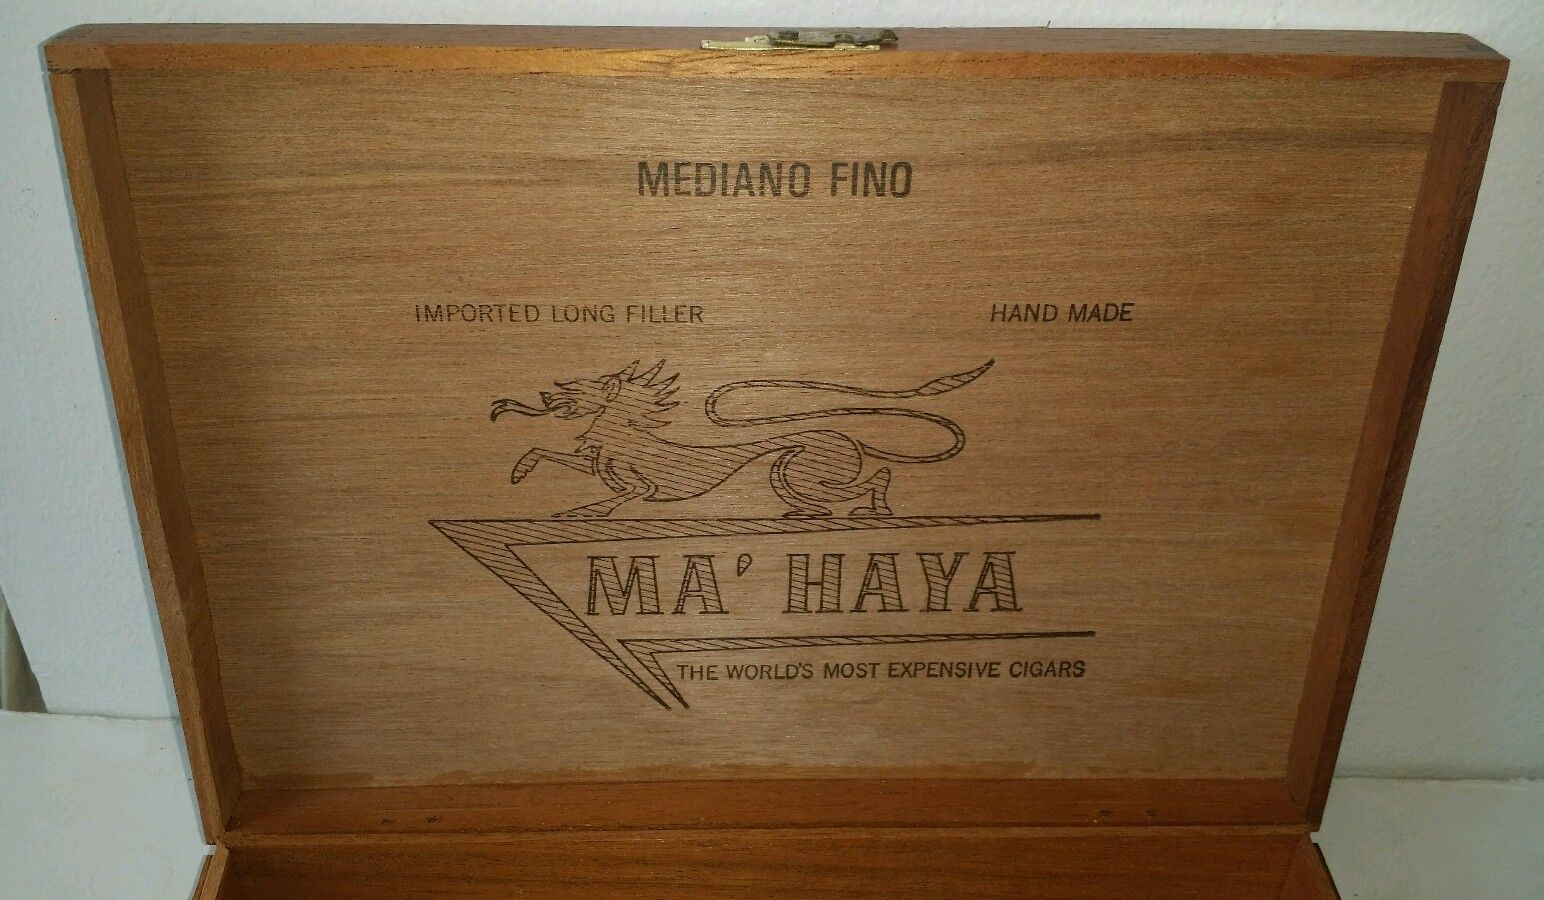 MEDIANO FINO
IMPORTED LONG FILLER HAND MADE
MA' HAYA
THE WORLD'S MOST EXPENSIVE CIGARS